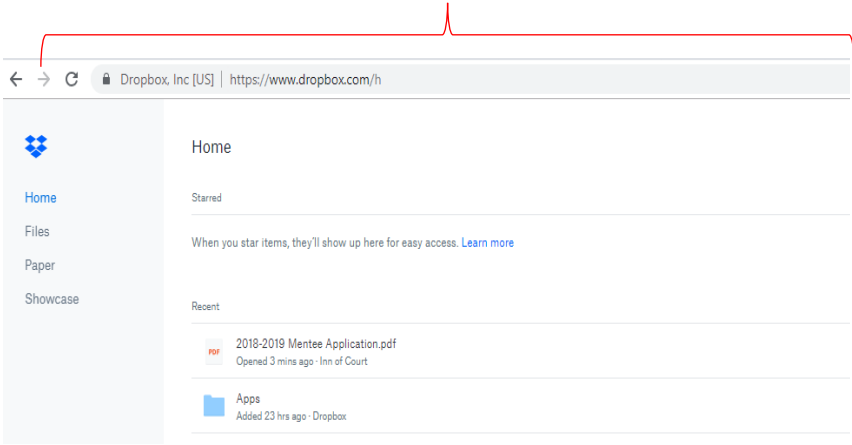 Dropbox, Inc [US] | https://www.dropbox.com/h
Home
Home
Starred
Files
When you star items, they'll show up here for easy access. Learn more
Paper
Showcase
Recent
PDF
2018-2019 Mentee Application.pdf
Opened 3 mins ago · Inn of Court
Apps
Added 23 hrs ago · Dropbox